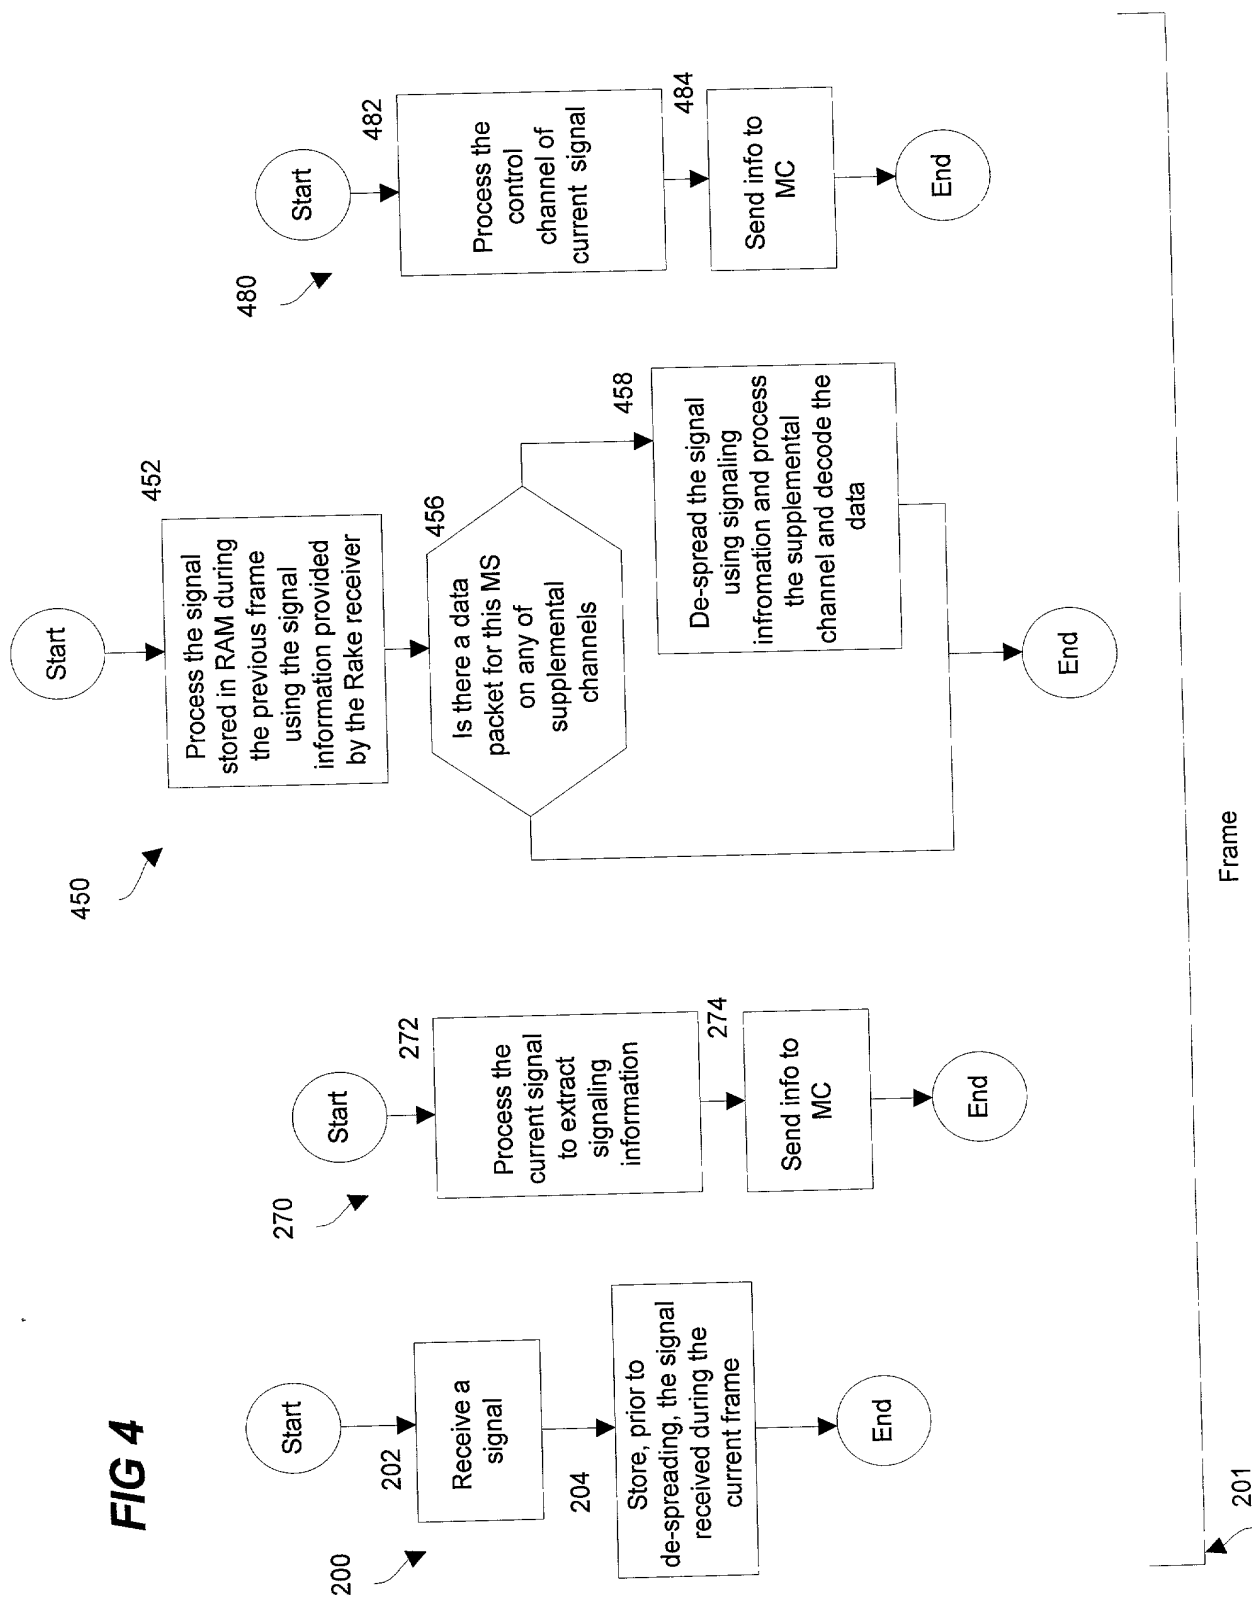 FIG 4
200
Start
202
Receive a
signal
204
Store, prior to
de-spreading, the signal
received during the
current frame
End
270
Start
272
Process the
current signal
to extract
signaling
information
274
Send info to
MC
End
450
Start
452
Process the signal
stored in RAM during
the previous frame
using the signal
information provided
by the Rake receiver
456
Is there a data
packet for this MS
on any of
supplemental
channels
458
De-spread the signal
using signaling
infromation and process
the supplemental
channel and decode the
data
End
480
Start
482
Process the
control
channel of
current signal
484
Send info to
MC
End
Frame
201